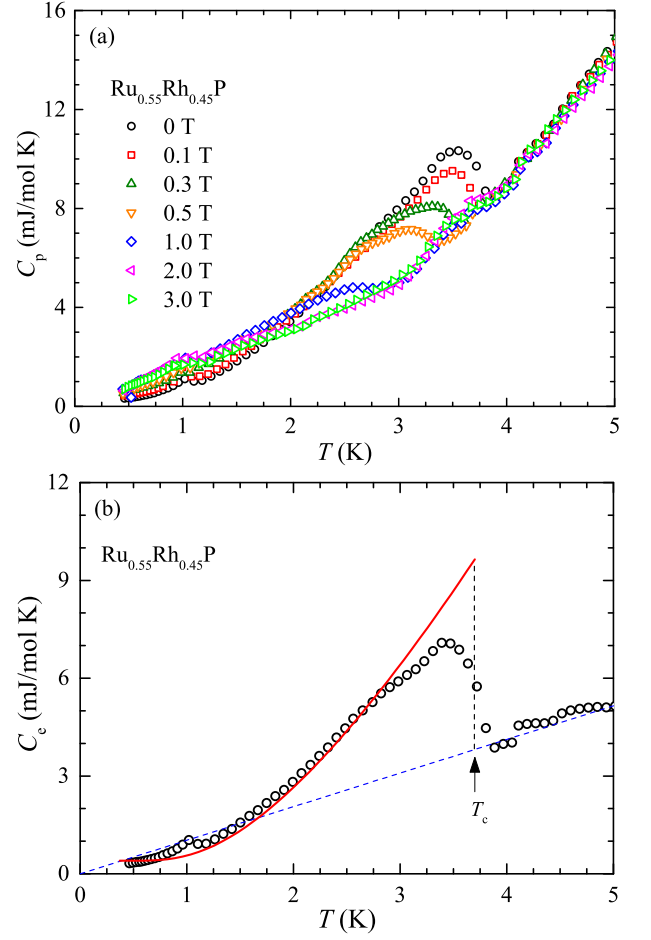 16
(a)
Ru0.55Rh0.45P
0 T
0.1 T
0.3 T
0.5 T
1.0 T
2.0 T
3.0 T
12
8
4
0
Cp (mJ/mol K)
0 1 2 3 4 5
T (K)
12
(b)
Ru0.55Rh0.45P
9
6
3
0
Ce (mJ/mol K)
Tc
0 1 2 3 4 5
T (K)